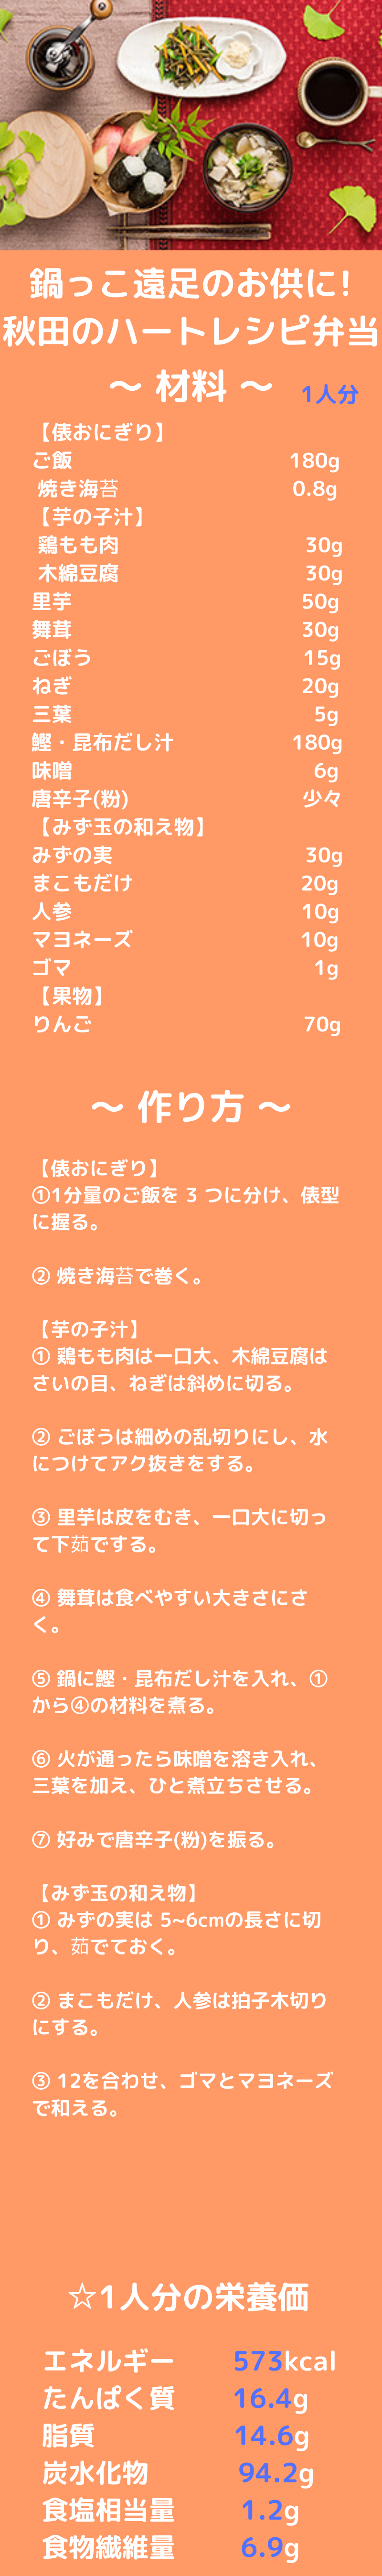 鍋っこ遠足のお供に!
秋田のハートレシピ弁当
～ 材料 ～ 1人分
【俵おにぎり】
ご飯 180g
焼き海苔 0.8g
【芋の子汁】
鶏もも肉 30g
木綿豆腐 30g
里芋 50g
舞茸 30g
ごぼう 15g
ねぎ 20g
三葉 5g
鰹・昆布だし汁 180g
味噌 6g
唐辛子(粉) 少々
【みず玉の和え物】
みずの実 30g
まこもだけ 20g
人参 10g
マヨネーズ 10g
ゴマ 1g
【果物】
りんご 70g
～ 作り方 ～
【俵おにぎり】
①1分量のご飯を 3 つに分け、俵型
に握る。
② 焼き海苔で巻く。
【芋の子汁】
① 鶏もも肉は一口大、木綿豆腐は
さいの目、ねぎは斜めに切る。
② ごぼうは細めの乱切りにし、水
につけてアク抜きをする。
③ 里芋は皮をむき、一口大に切っ
て下茹でする。
④ 舞茸は食べやすい大きさにさ
く。
⑤ 鍋に鰹・昆布だし汁を入れ、①
から④の材料を煮る。
⑥ 火が通ったら味噌を溶き入れ、
三葉を加え、ひと煮立ちさせる。
⑦ 好みで唐辛子(粉)を振る。
【みず玉の和え物】
① みずの実は 5~6cmの長さに切
り、茹でておく。
② まこもだけ、人参は拍子木切り
にする。
③ 12を合わせ、ゴマとマヨネーズ
で和える。
☆1人分の栄養価
エネルギー 573kcal
たんぱく質 16.4g
脂質 14.6g
炭水化物 94.2g
食塩相当量 1.2g
食物繊維量 6.9g